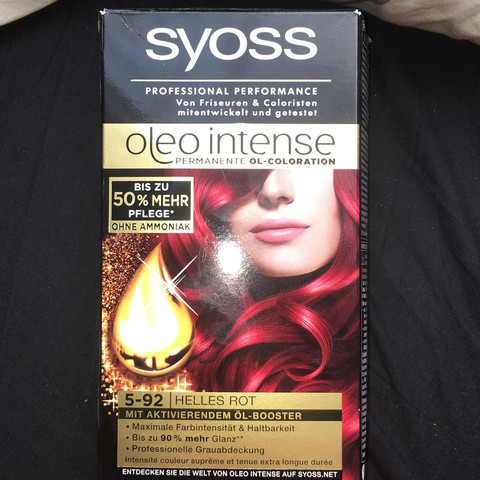 syoss
PROFESSIONAL PERFORMANCE
Von Friseuren & Coloristen
mitentwickelt und getestet
oleo intense
PERMANENTE ÖL-COLORATION
BIS ZU
50% MEHR
PFLEGE*
OHNE AMMONIAK
5-92 | HELLES ROT
MIT AKTIVIERENDEM ÖL-BOOSTER
• Maximale Farbintensität & Haltbarkeit
• Bis zu 90% mehr Glanz**
• Professionelle Grauabdeckung
Intensité couleur suprême et tenue extra longue durée
ENTDECKEN SIE DIE WELT VON OLEO INTENSE AUF SYOSS.NET